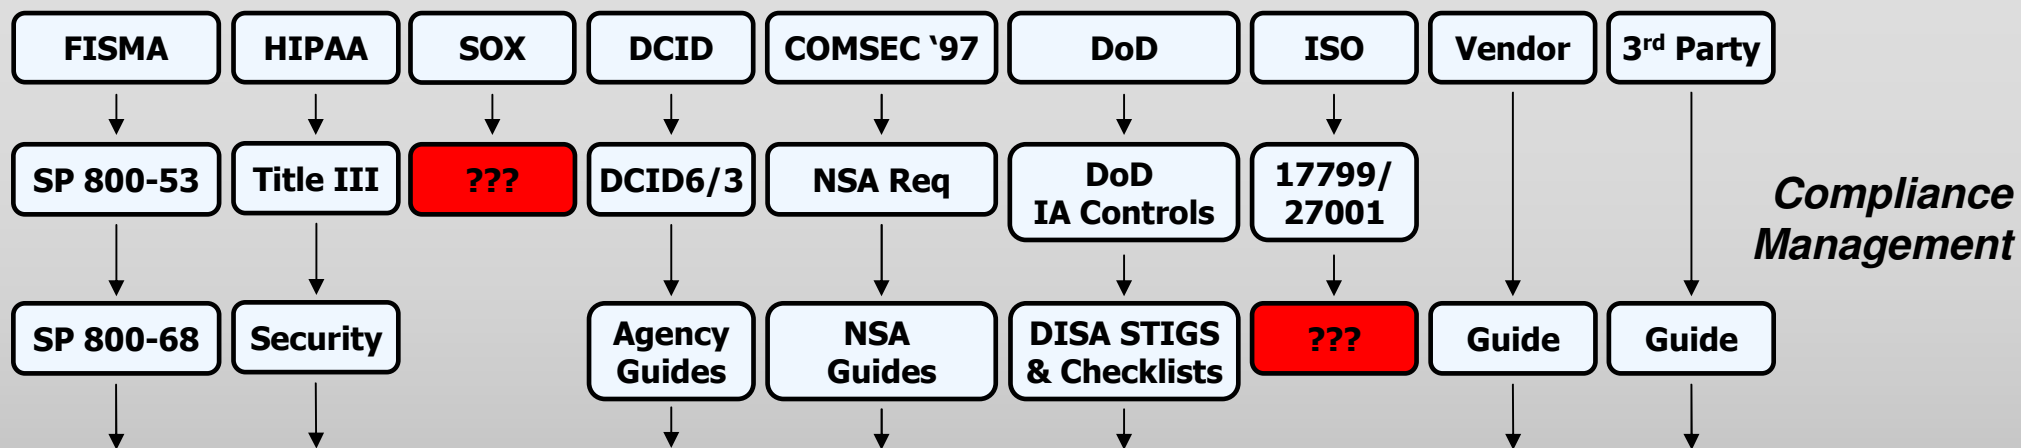 FISMA
HIPAA
SOX
DCID
COMSEC ‘97
DoD
ISO
Vendor
3rd Party
SP 800-53
Title III
???
DCID6/3
NSA Req
DoD
IA Controls
17799/
27001
Compliance
Management
SP 800-68
Security
Agency
Guides
NSA
Guides
DISA STIGS
& Checklists
???
Guide
Guide